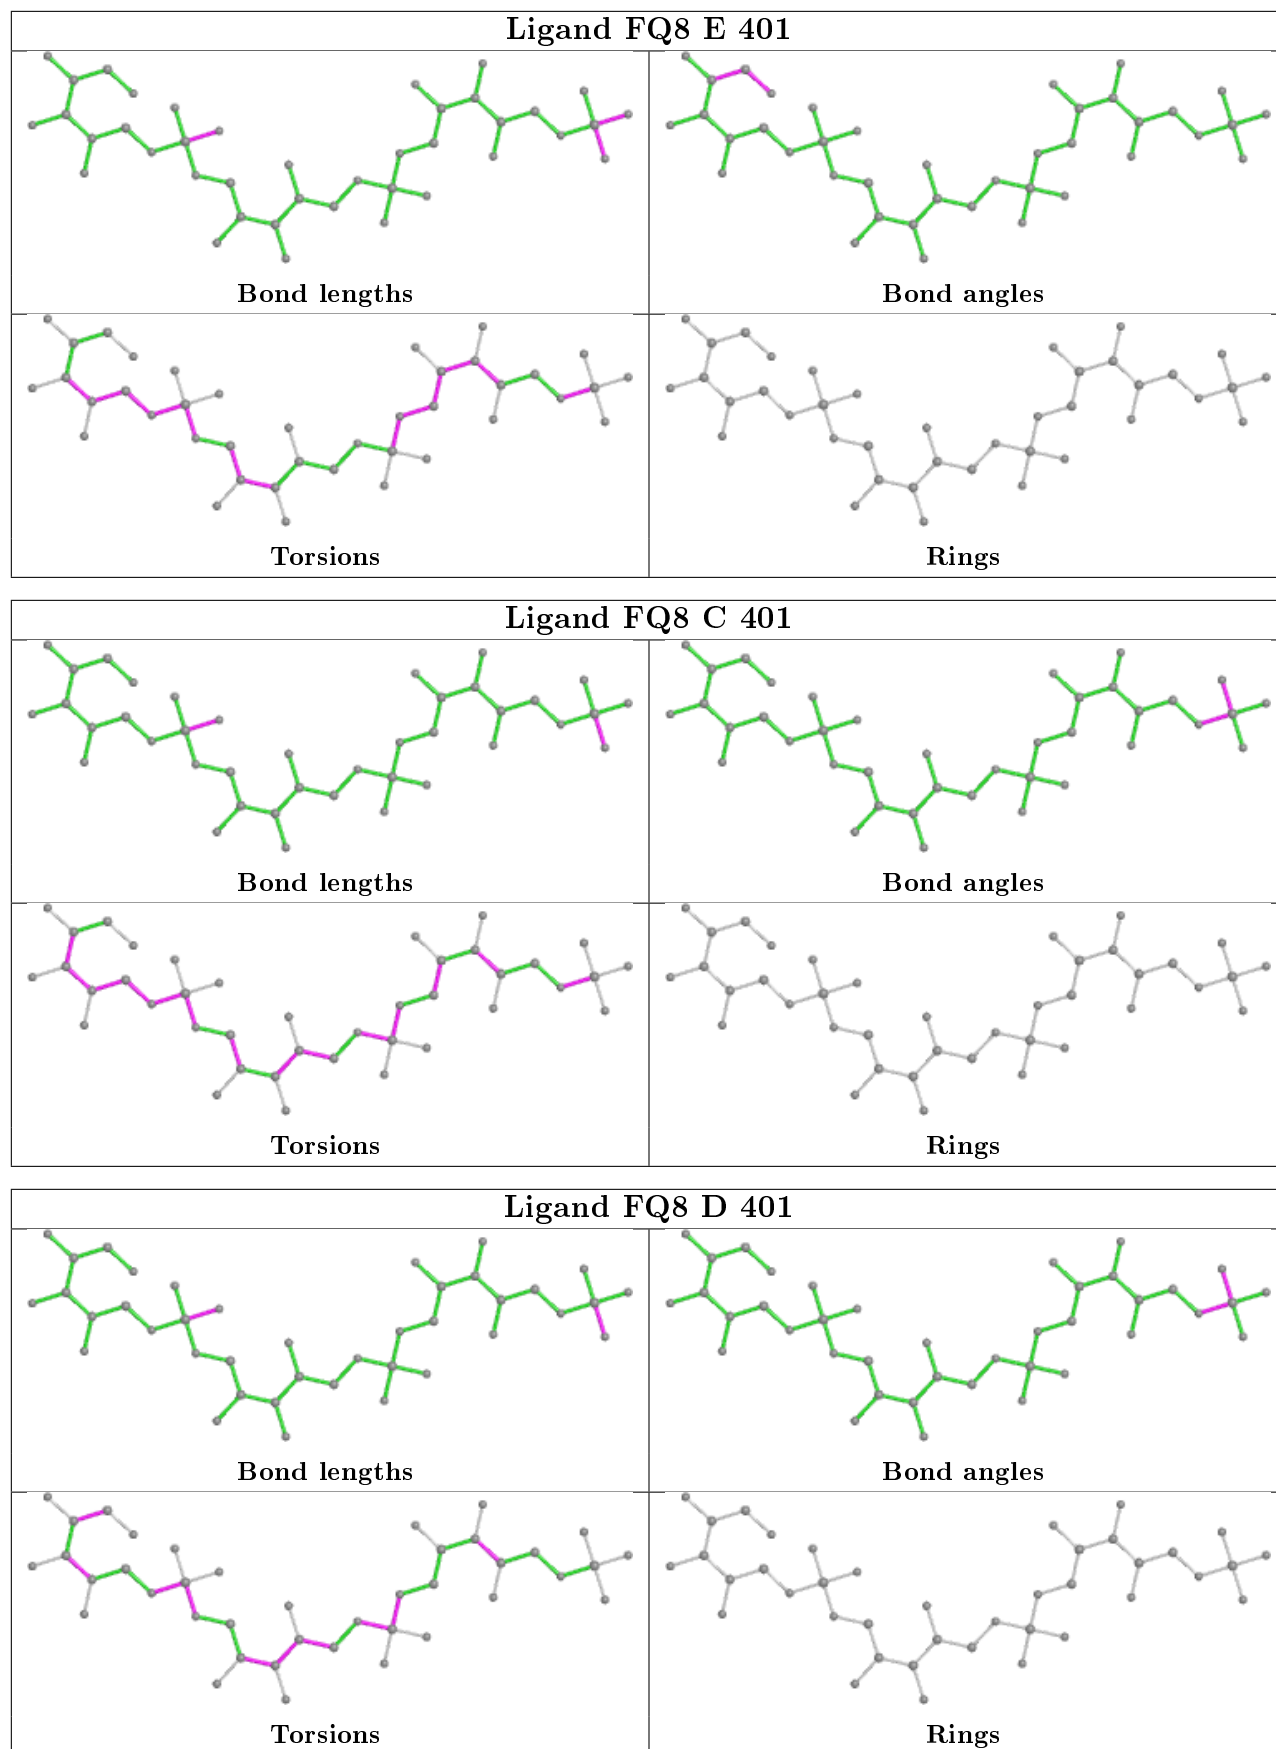 Ligand FQ8 E 401
Bond lengths
Bond angles
Torsions
Rings
Ligand FQ8 C 401
Bond lengths
Bond angles
Torsions
Rings
Ligand FQ8 D 401
Bond lengths
Bond angles
Torsions
Rings